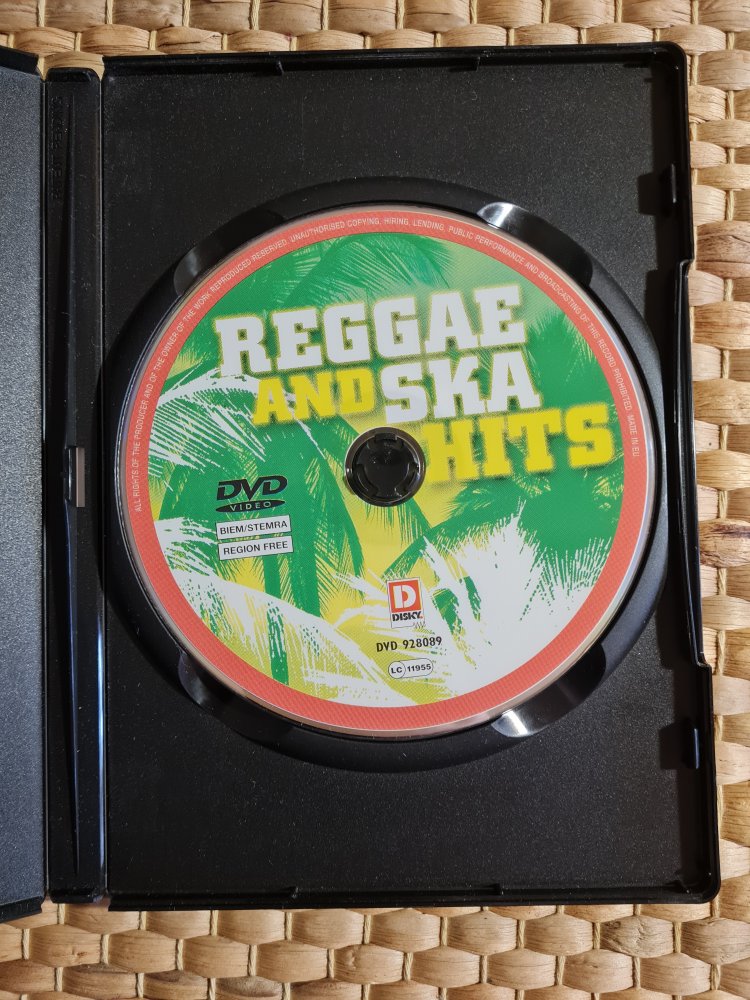 ALL RIGHTS OF THE PRODUCER AND OF THE OWNER OF THE WORK REPRODUCED RESERVED. UNAUTHORISED COPYING, HIRING, LENDING, PUBLIC PERFORMANCE AND BROADCASTING OF THIS RECORD PROHIBITED. MADE IN EU.
REGGAE
AND SKA
HITS
DVD
VIDEO
BIEM/STEMRA
REGION FREE
D
DISKY
DVD 928089
LC 11955